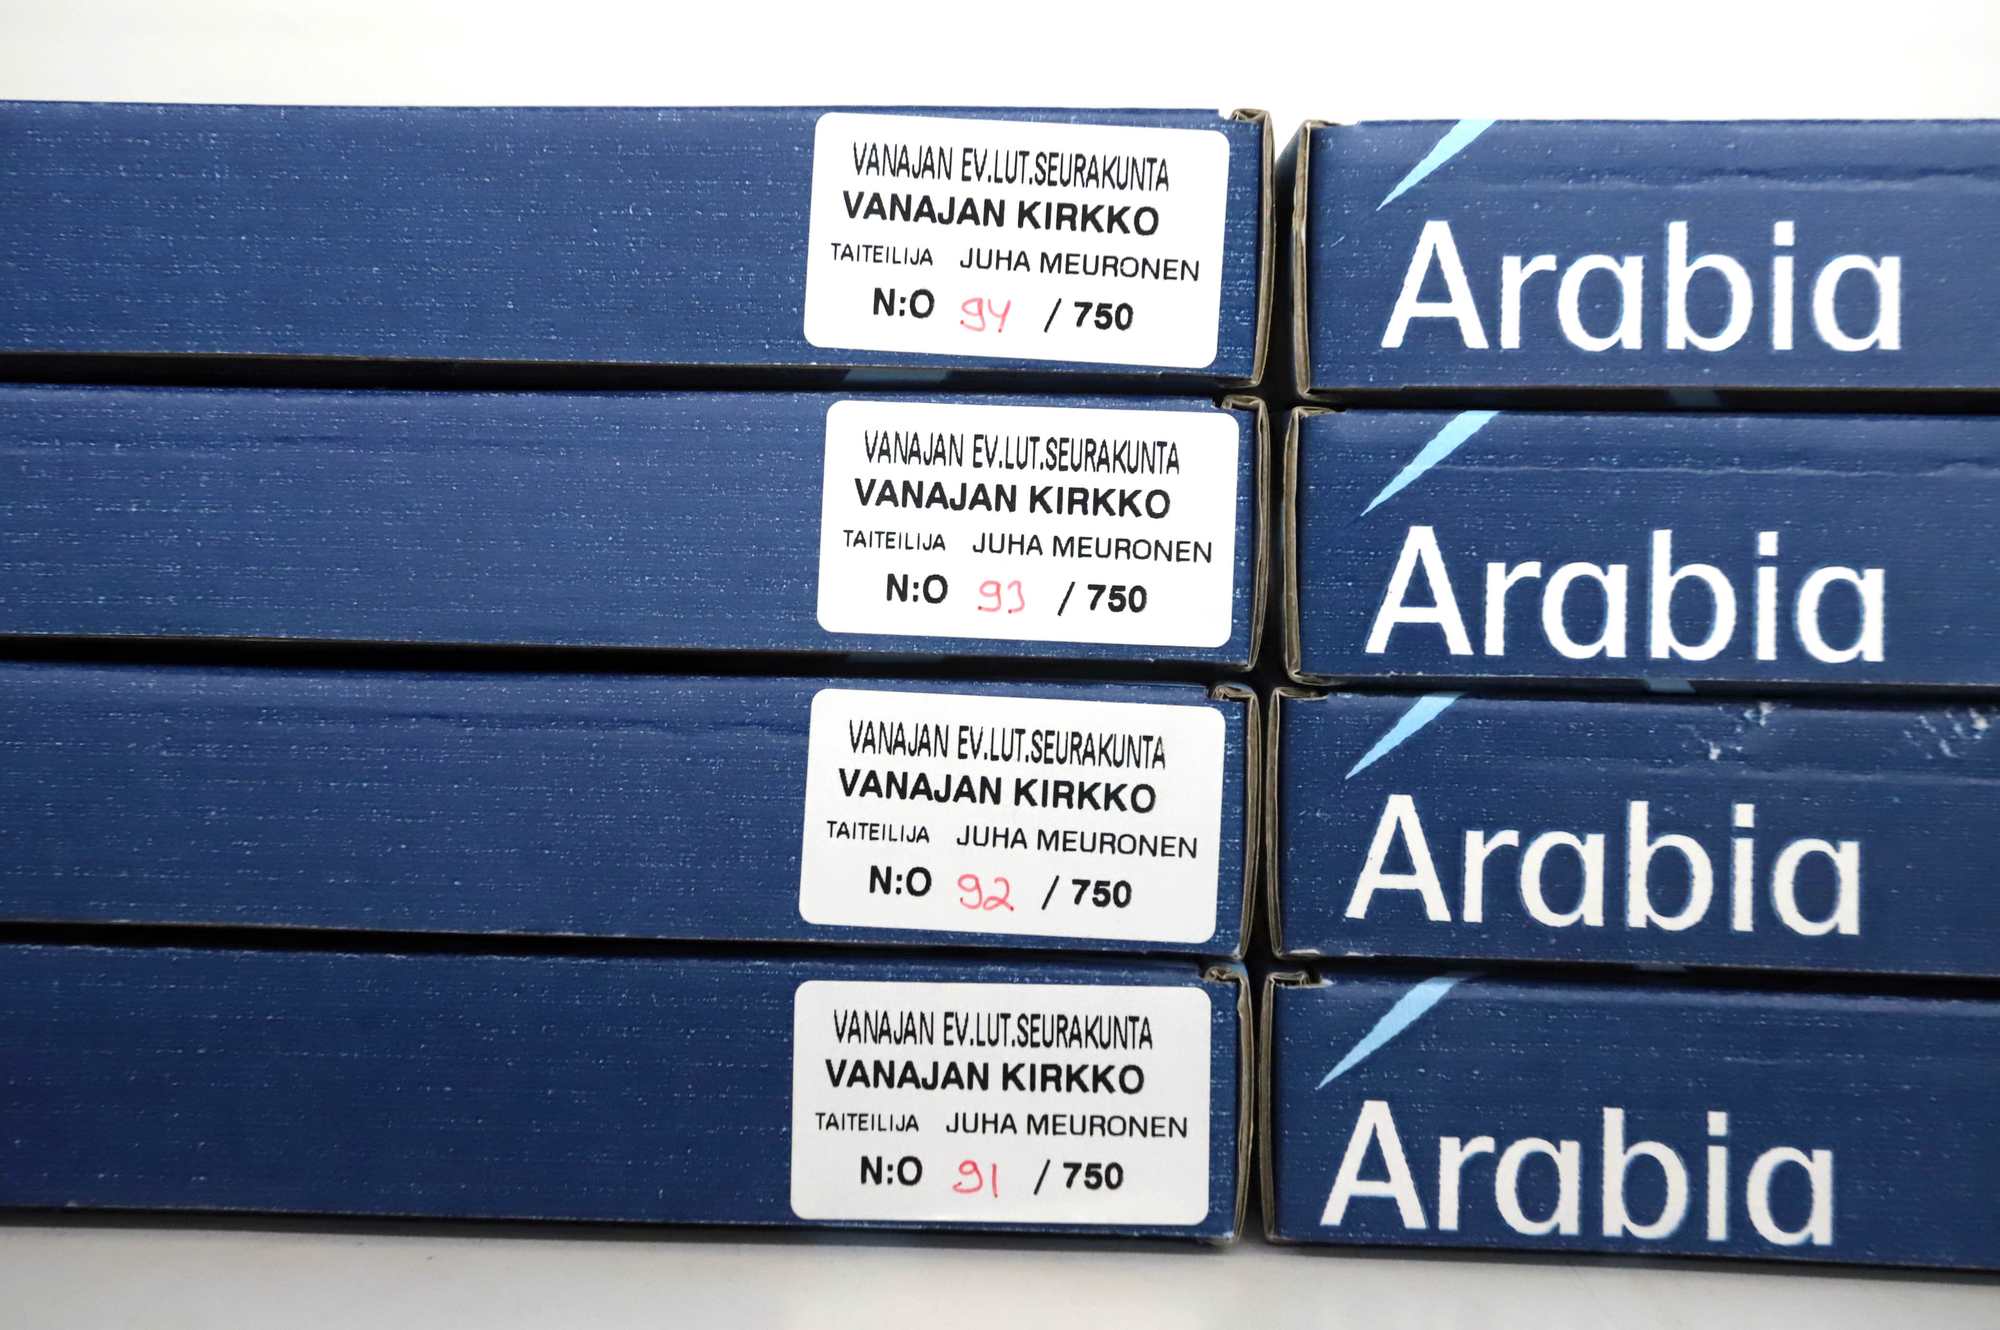 VANAJAN EV.LUT.SEURAKUNTA
VANAJAN KIRKKO
TAITEILIJA JUHA MEURONEN
N:O 94 / 750
Arabia
VANAJAN EV.LUT.SEURAKUNTA
VANAJAN KIRKKO
TAITEILIJA JUHA MEURONEN
N:O 93 / 750
Arabia
VANAJAN EV.LUT.SEURAKUNTA
VANAJAN KIRKKO
TAITEILIJA JUHA MEURONEN
N:O 92 / 750
Arabia
VANAJAN EV.LUT.SEURAKUNTA
VANAJAN KIRKKO
TAITEILIJA JUHA MEURONEN
N:O 91 / 750
Arabia